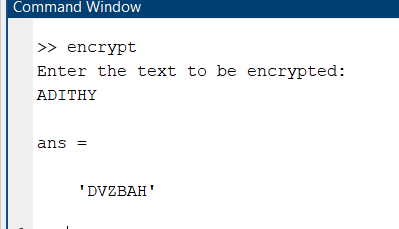 Command Window
>> encrypt
Enter the text to be encrypted:
ADITHY
ans =
'DVZBAH'